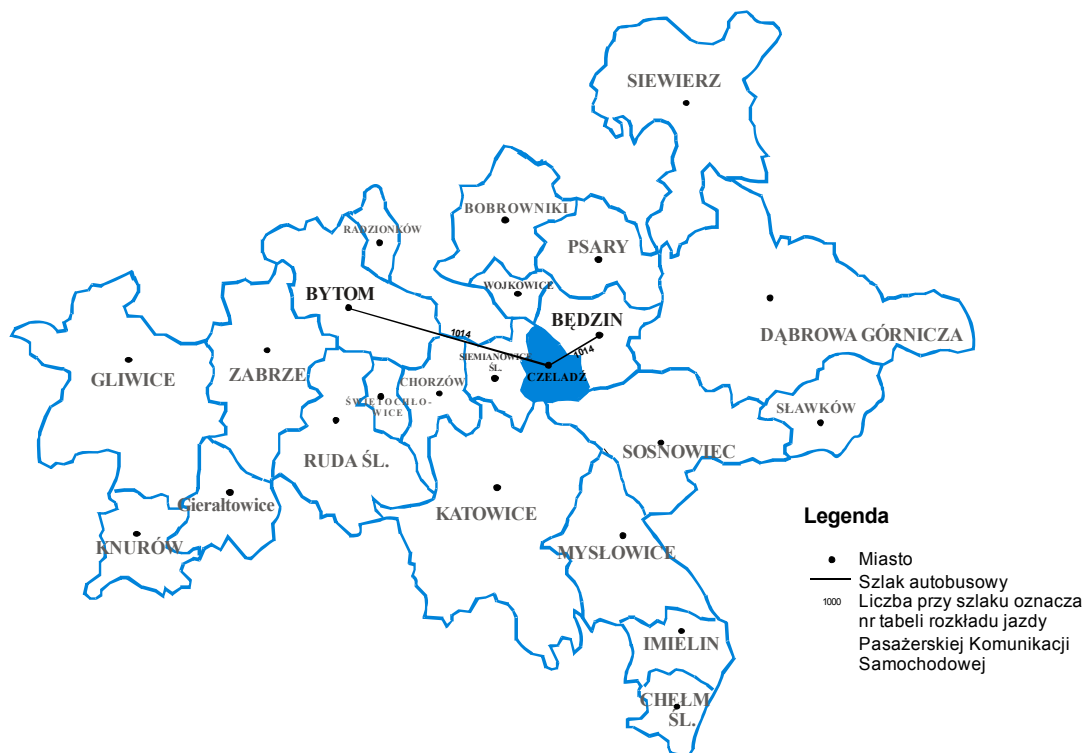 SIEWIERZ
BOBROWNIKI
RADZIONKÓW
PSARY
WOJKOWICE
BYTOM
BĘDZIN
1014
1014
DĄBROWA GÓRNICZA
SIEMIANOWICE
ŚL.
CZELADŹ
GLIWICE
ZABRZE
CHORZÓW
ŚWIĘTOCHŁO-
WICE
SŁAWKÓW
SOSNOWIEC
RUDA ŚL.
Gierałtowice
KATOWICE
KNURÓW
MYSŁOWICE
IMIELIN
CHEŁM
ŚL.
Legenda
Miasto
Szlak autobusowy
1000 Liczba przy szlaku oznacza
nr tabeli rozkładu jazdy
Pasażerskiej Komunikacji
Samochodowej